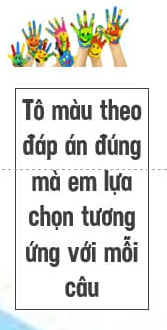 Tô màu theo
đáp án đúng
mà em lựa
chọn tương
ứng với mỗi
câu